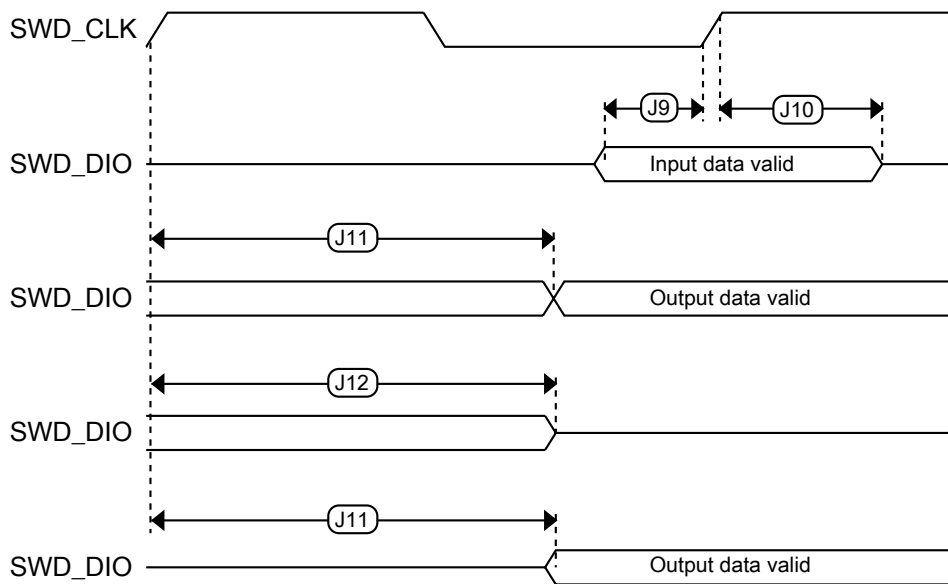 SWD_CLK
J9
J10
SWD_DIO
Input data valid
J11
SWD_DIO
Output data valid
J12
SWD_DIO
J11
SWD_DIO
Output data valid